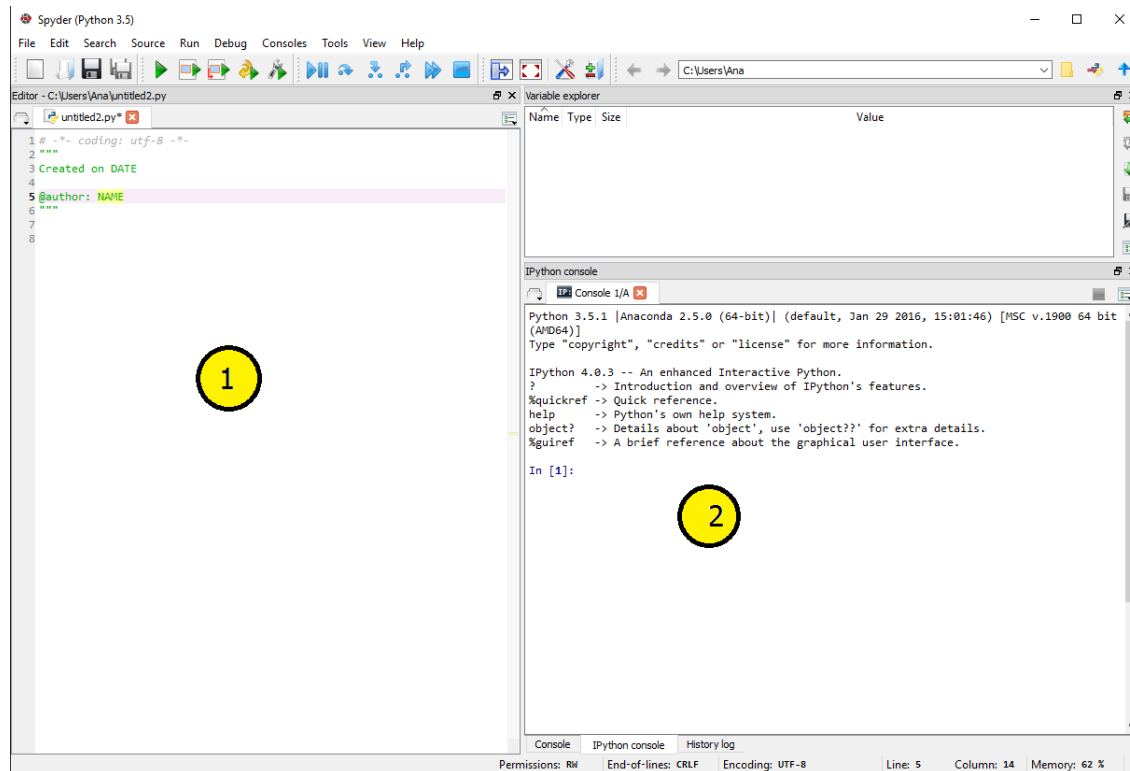 Spyder (Python 3.5)
File Edit Search Source Run Debug Consoles Tools View Help
C:\Users\Ana
Editor - C:\Users\Ana\untitled2.py
untitled2.py*
1 # -*- coding: utf-8 -*-
2 """
3 Created on DATE
4
5 @author: NAME
6 """
7
8
1
Variable explorer
Name Type Size Value
IPython console
IP: Console 1/A
Python 3.5.1 |Anaconda 2.5.0 (64-bit)| (default, Jan 29 2016, 15:01:46) [MSC v.1900 64 bit
(AMD64)]
Type "copyright", "credits" or "license" for more information.
IPython 4.0.3 -- An enhanced Interactive Python.
? -> Introduction and overview of IPython's features.
%quickref -> Quick reference.
help -> Python's own help system.
object? -> Details about 'object', use 'object??' for extra details.
%guiref -> A brief reference about the graphical user interface.
In [1]:
2
Console IPython console History log
Permissions: RW End-of-lines: CRLF Encoding: UTF-8 Line: 5 Column: 14 Memory: 62 %